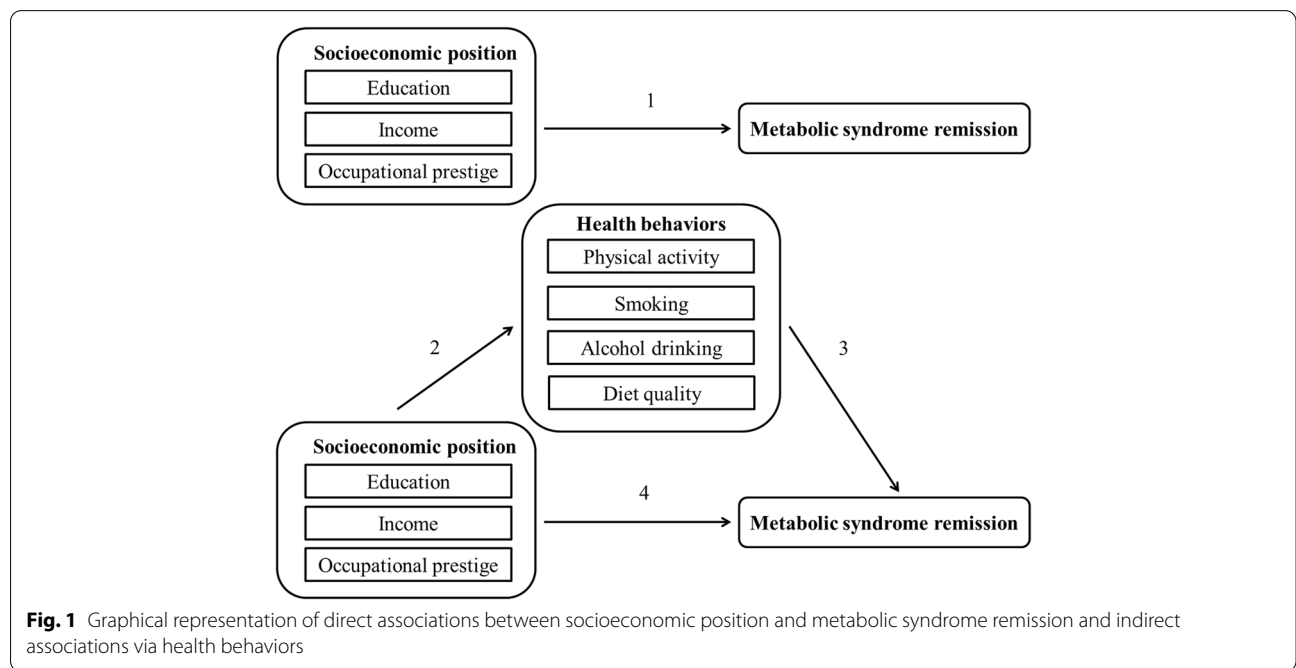 Socioeconomic position
Education
Income
Occupational prestige
1
Metabolic syndrome remission
Health behaviors
Physical activity
Smoking
Alcohol drinking
Diet quality
2
3
Socioeconomic position
Education
Income
Occupational prestige
4
Metabolic syndrome remission
Fig. 1 Graphical representation of direct associations between socioeconomic position and metabolic syndrome remission and indirect
associations via health behaviors